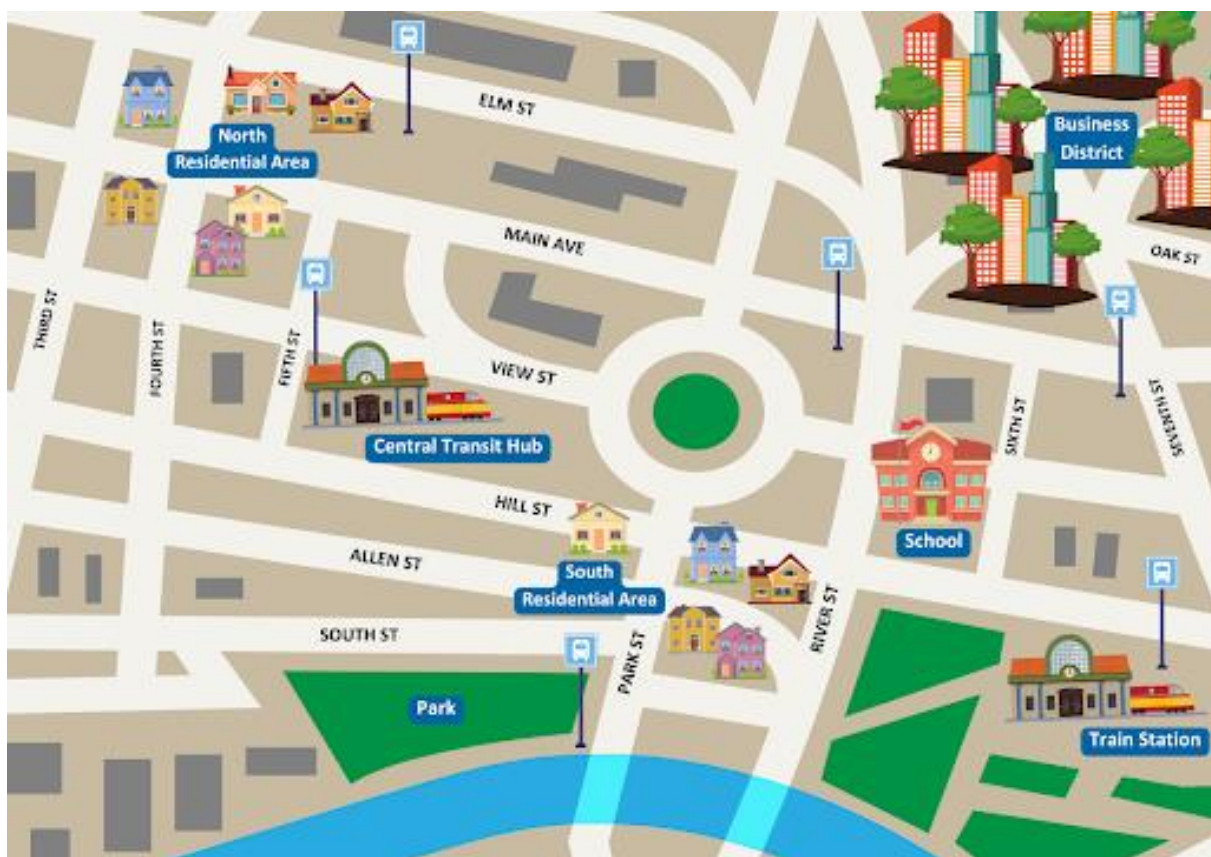 ELM ST
Business
District
North
Residential Area
MAIN AVE
OAK ST
THIRD ST
FOURTH ST
FIFTH ST
VIEW ST
SIXTH ST
SEVENTH ST
Central Transit Hub
HILL ST
School
ALLEN ST
South
Residential Area
SOUTH ST
PARK ST
RIVER ST
Park
Train Station